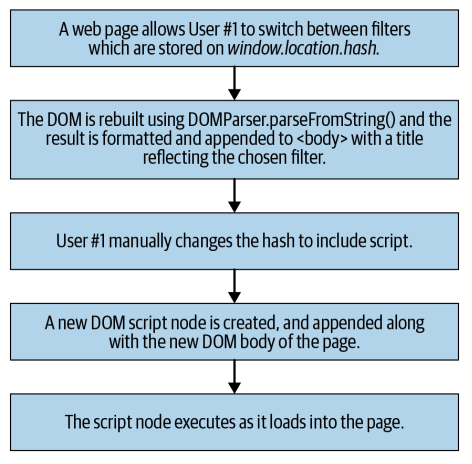 A web page allows User #1 to switch between filters
which are stored on window.location.hash.
The DOM is rebuilt using DOMParser.parseFromString() and the
result is formatted and appended to <body> with a title
reflecting the chosen filter.
User #1 manually changes the hash to include script.
A new DOM script node is created, and appended along
with the new DOM body of the page.
The script node executes as it loads into the page.